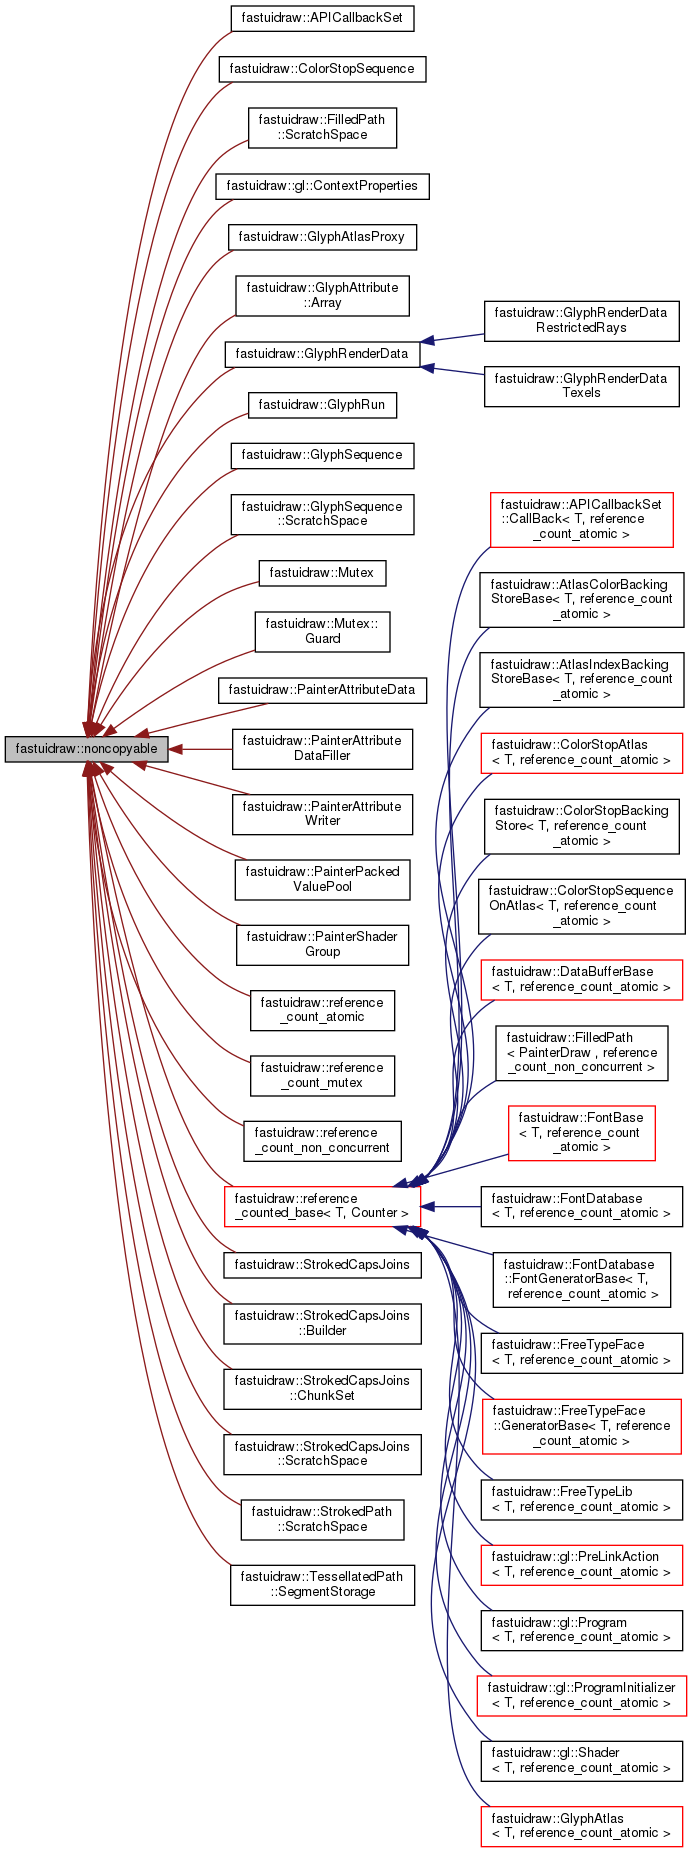 fastuidraw::noncopyable
fastuidraw::APICallbackSet
fastuidraw::ColorStopSequence
fastuidraw::FilledPath
::ScratchSpace
fastuidraw::gl::ContextProperties
fastuidraw::GlyphAtlasProxy
fastuidraw::GlyphAttribute
::Array
fastuidraw::GlyphRenderData
fastuidraw::GlyphRun
fastuidraw::GlyphSequence
fastuidraw::GlyphSequence
::ScratchSpace
fastuidraw::Mutex
fastuidraw::Mutex::
Guard
fastuidraw::PainterAttributeData
fastuidraw::PainterAttribute
DataFiller
fastuidraw::PainterAttribute
Writer
fastuidraw::PainterPacked
ValuePool
fastuidraw::PainterShader
Group
fastuidraw::reference
_count_atomic
fastuidraw::reference
_count_mutex
fastuidraw::reference
_count_non_concurrent
fastuidraw::reference
_counted_base< T, Counter >
fastuidraw::StrokedCapsJoins
fastuidraw::StrokedCapsJoins
::Builder
fastuidraw::StrokedCapsJoins
::ChunkSet
fastuidraw::StrokedCapsJoins
::ScratchSpace
fastuidraw::StrokedPath
::ScratchSpace
fastuidraw::TessellatedPath
::SegmentStorage
fastuidraw::GlyphRenderData
RestrictedRays
fastuidraw::GlyphRenderData
Texels
fastuidraw::APICallbackSet
::CallBack< T, reference
_count_atomic >
fastuidraw::AtlasColorBacking
StoreBase< T, reference_count
_atomic >
fastuidraw::AtlasIndexBacking
StoreBase< T, reference_count
_atomic >
fastuidraw::ColorStopAtlas
< T, reference_count_atomic >
fastuidraw::ColorStopBacking
Store< T, reference_count
_atomic >
fastuidraw::ColorStopSequence
OnAtlas< T, reference_count
_atomic >
fastuidraw::DataBufferBase
< T, reference_count_atomic >
fastuidraw::FilledPath
< PainterDraw , reference
_count_non_concurrent >
fastuidraw::FontBase
< T, reference_count
_atomic >
fastuidraw::FontDatabase
< T, reference_count_atomic >
fastuidraw::FontDatabase
::FontGeneratorBase< T,
reference_count_atomic >
fastuidraw::FreeTypeFace
< T, reference_count_atomic >
fastuidraw::FreeTypeFace
::GeneratorBase< T, reference
_count_atomic >
fastuidraw::FreeTypeLib
< T, reference_count_atomic >
fastuidraw::gl::PreLinkAction
< T, reference_count_atomic >
fastuidraw::gl::Program
< T, reference_count_atomic >
fastuidraw::gl::ProgramInitializer
< T, reference_count_atomic >
fastuidraw::gl::Shader
< T, reference_count_atomic >
fastuidraw::GlyphAtlas
< T, reference_count_atomic >